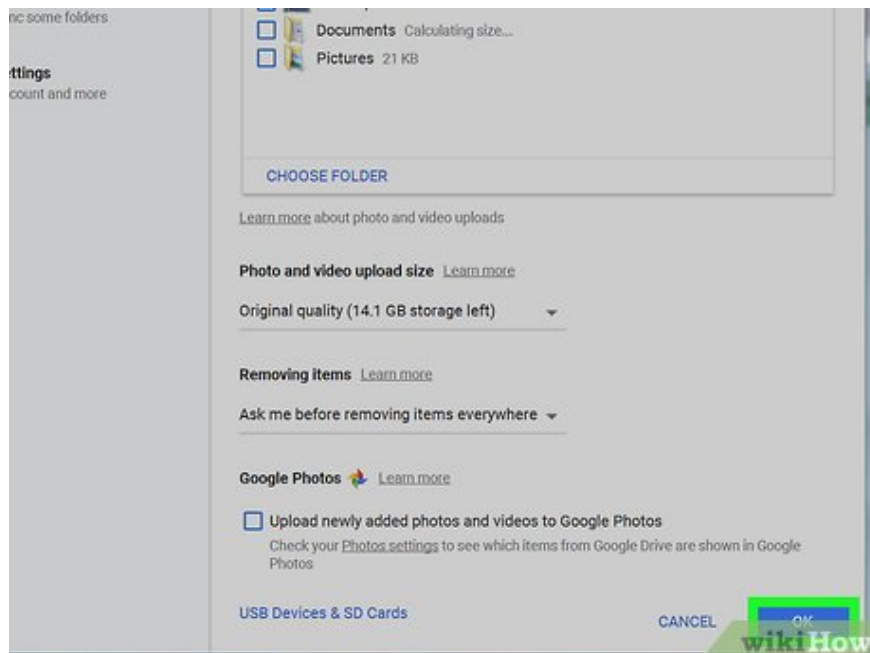 nc some folders
Documents Calculating size...
Pictures 21 KB
ttings
count and more
CHOOSE FOLDER
Learn more about photo and video uploads
Photo and video upload size Learn more
Original quality (14.1 GB storage left)
Removing items Learn more
Ask me before removing items everywhere
Google Photos Learn more
Upload newly added photos and videos to Google Photos
Check your Photos settings to see which items from Google Drive are shown in Google
Photos
USB Devices & SD Cards
CANCEL
OK
wikiHow